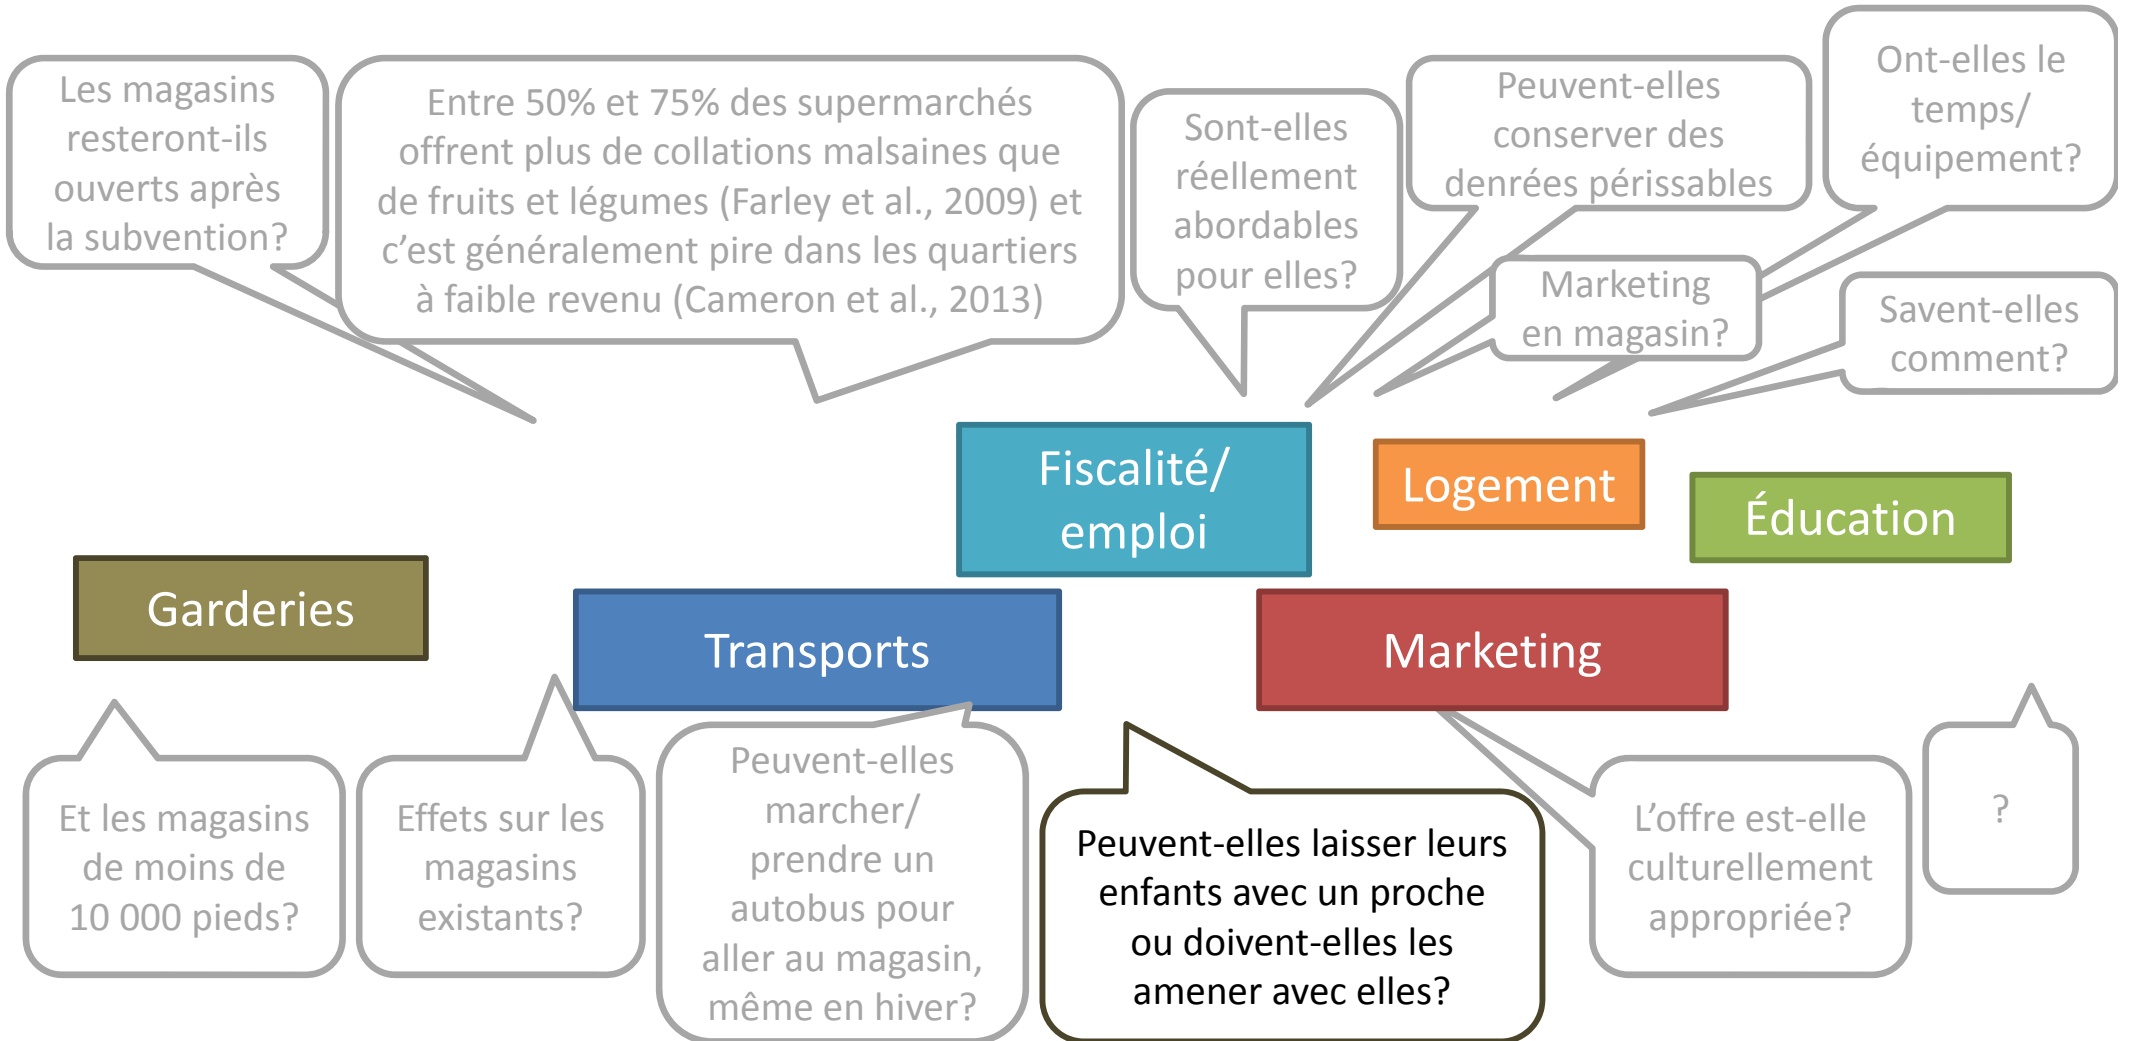 Les magasins
resteront-ils
ouverts après
la subvention?
Entre 50% et 75% des supermarchés
offrent plus de collations malsaines que
de fruits et légumes (Farley et al., 2009) et
c’est généralement pire dans les quartiers
à faible revenu (Cameron et al., 2013)
Sont-elles
réellement
abordables
pour elles?
Peuvent-elles
conserver des
denrées périssables
Ont-elles le
temps/
équipement?
Marketing
en magasin?
Savent-elles
comment?
Fiscalité/
emploi
Logement
Éducation
Garderies
Transports
Marketing
Et les magasins
de moins de
10 000 pieds?
Effets sur les
magasins
existants?
Peuvent-elles
marcher/
prendre un
autobus pour
aller au magasin,
même en hiver?
Peuvent-elles laisser leurs
enfants avec un proche
ou doivent-elles les
amener avec elles?
L’offre est-elle
culturellement
appropriée?
?